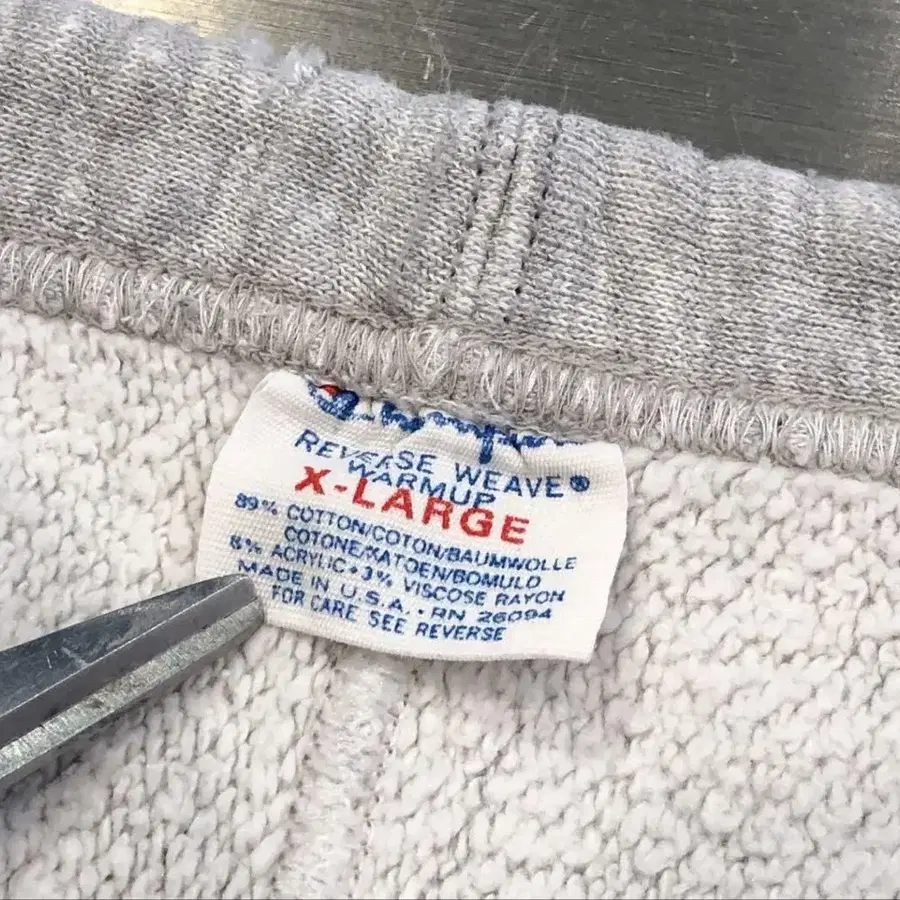 Champion
REVERSE WEAVE®
WARMUP
X-LARGE
89% COTTON/COTON/BAUMWOLLE
COTONE/KATOEN/BOMULD
8% ACRYLIC•3% VISCOSE RAYON
MADE IN U.S.A. • RN 26094
FOR CARE SEE REVERSE